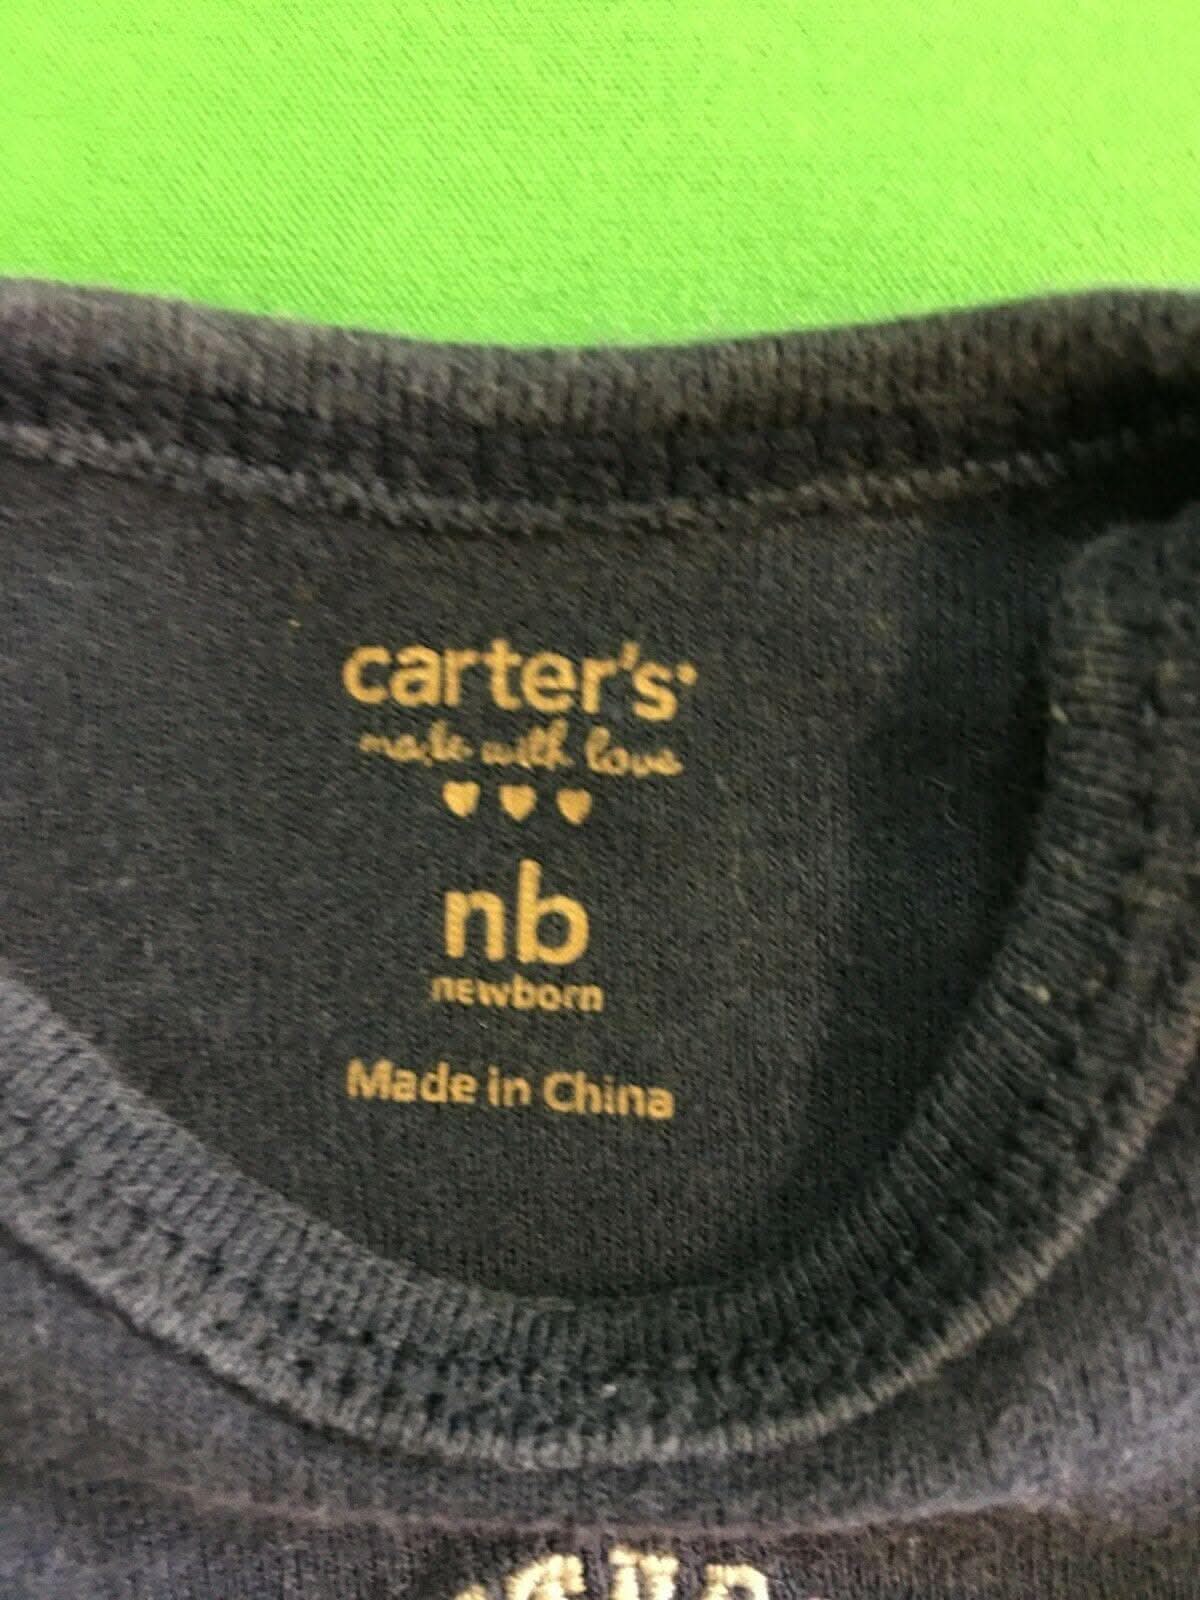 carter's
made with love
nb
newborn
Made in China